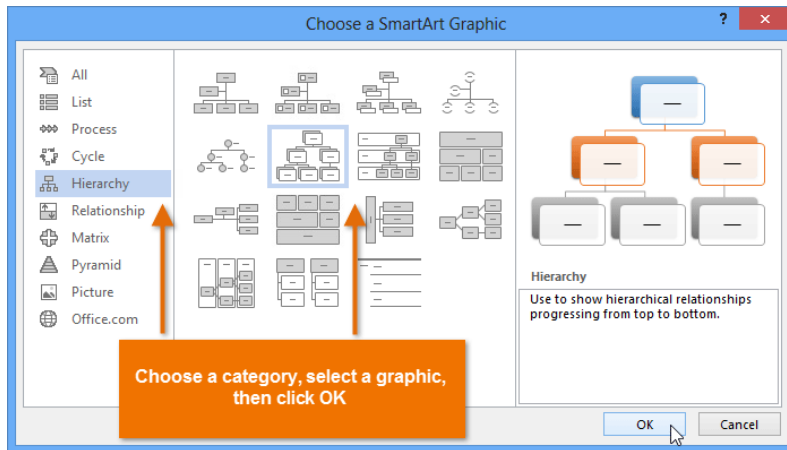 Choose a SmartArt Graphic
?
All
List
Process
Cycle
Hierarchy
Relationship
Matrix
Pyramid
Picture
Office.com
Hierarchy
Use to show hierarchical relationships
progressing from top to bottom.
Choose a category, select a graphic,
then click OK
OK
Cancel